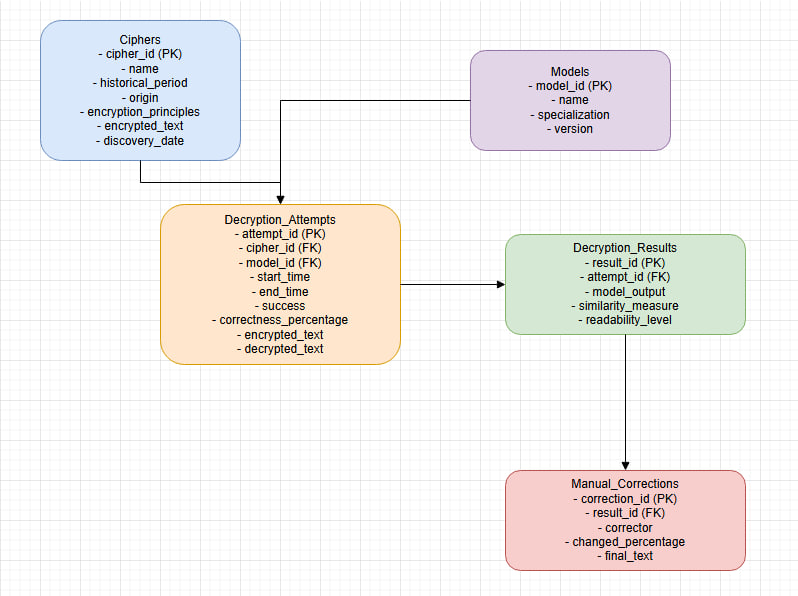 Ciphers
- cipher_id (PK)
- name
- historical_period
- origin
- encryption_principles
- encrypted_text
- discovery_date
Models
- model_id (PK)
- name
- specialization
- version
Decryption_Attempts
- attempt_id (PK)
- cipher_id (FK)
- model_id (FK)
- start_time
- end_time
- success
- correctness_percentage
- encrypted_text
- decrypted_text
Decryption_Results
- result_id (PK)
- attempt_id (FK)
- model_output
- similarity_measure
- readability_level
Manual_Corrections
- correction_id (PK)
- result_id (FK)
- corrector
- changed_percentage
- final_text